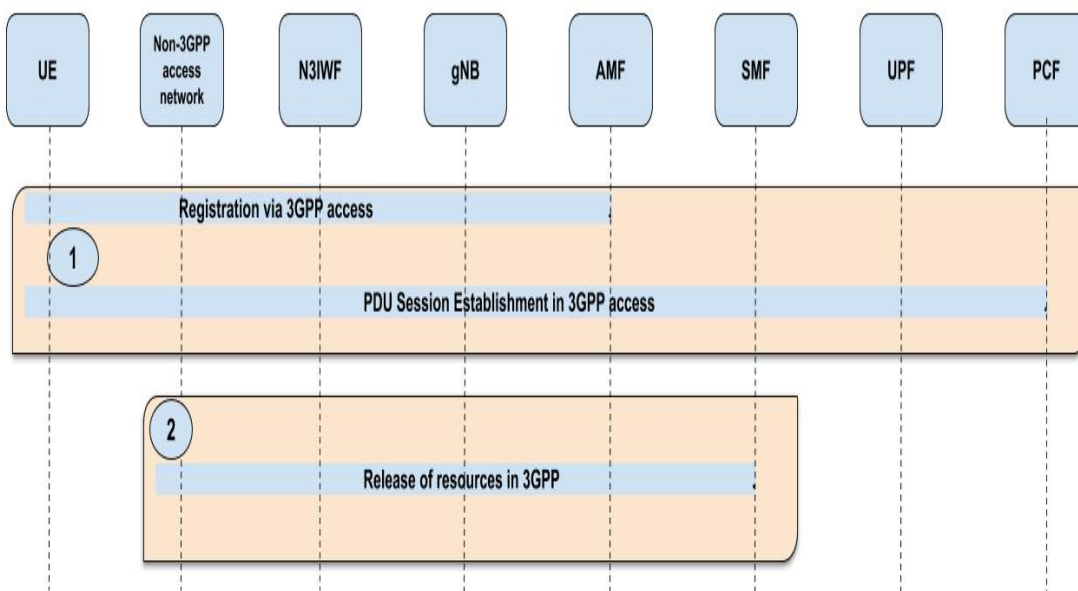 UE
Non-3GPP
access
network
N3IWF
gNB
AMF
SMF
UPF
PCF
Registration via 3GPP access
1
PDU Session Establishment in 3GPP access
2
Release of resources in 3GPP